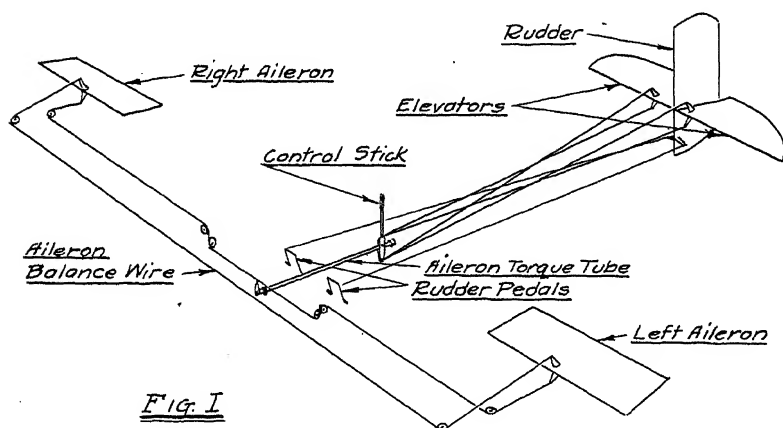 Rudder
Right Aileron
Elevators
Control Stick
Aileron
Balance Wire
Aileron Torque Tube
Rudder Pedals
Left Aileron
FIG. I